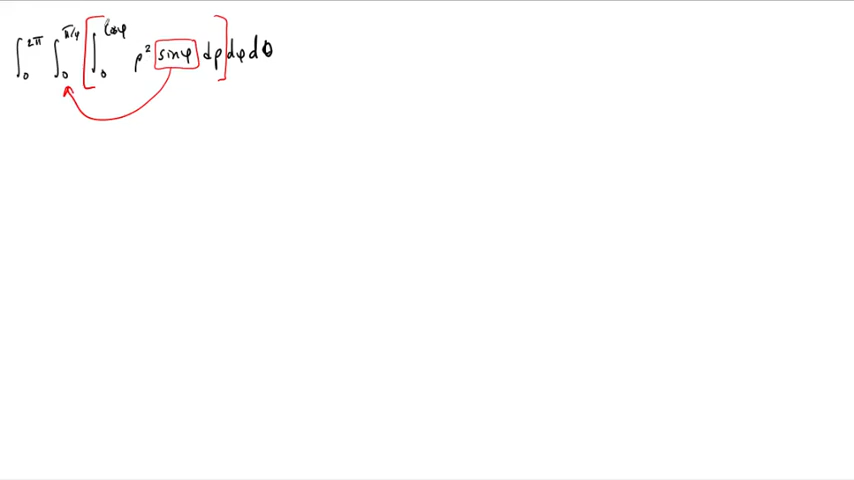 ∫₀^{2π} ∫₀^{π/4} [ ∫₀^{cosφ} ρ² sinφ dρ ] dφ dθ